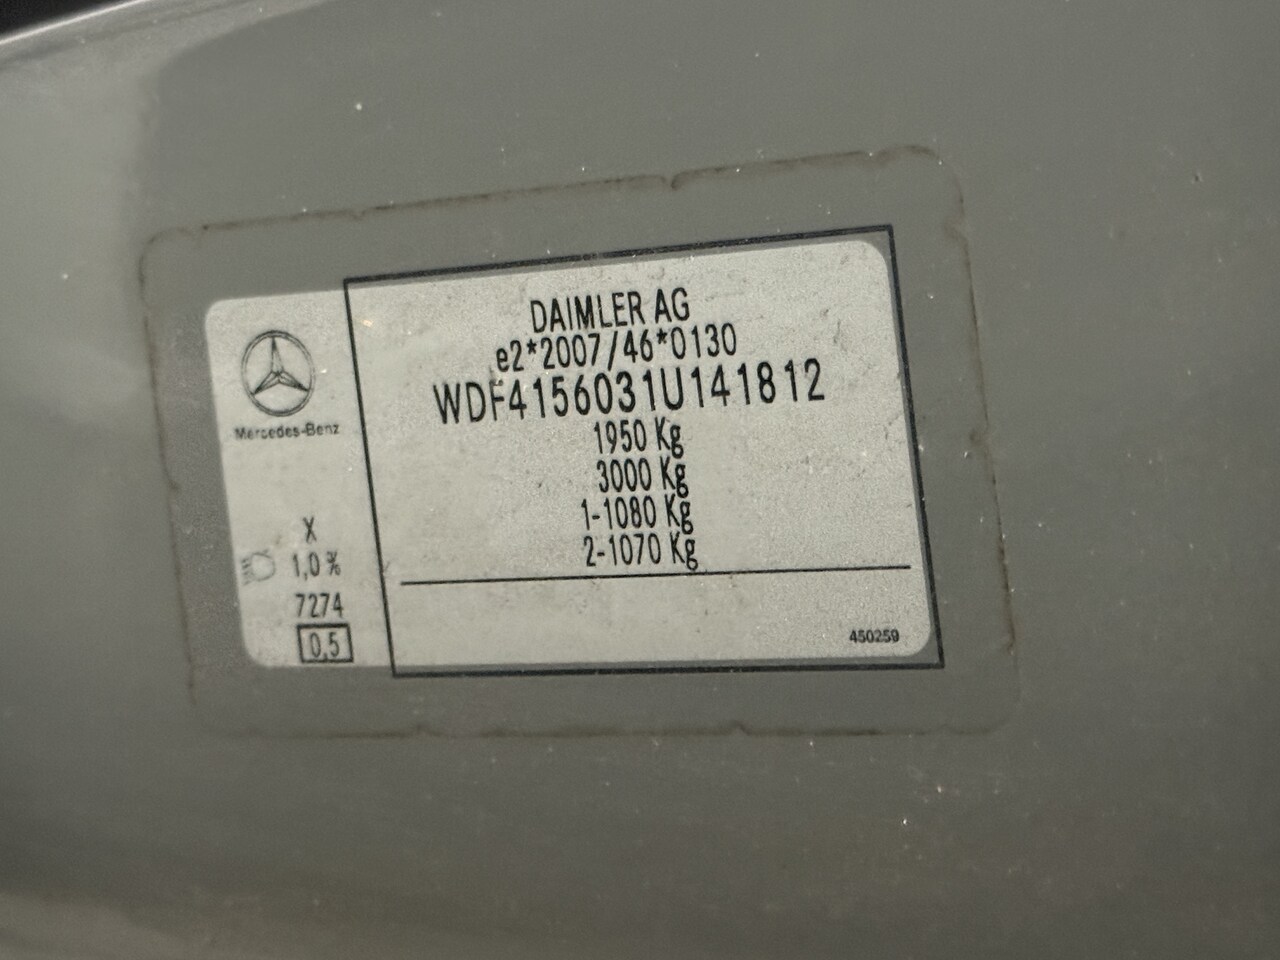 DAIMLER AG
e2*2007/46*0130
WDF4156031U141812
1950 Kg
3000 Kg
1-1080 Kg
2-1070 Kg
Mercedes-Benz
X
1,0 %
7274
0,5
450259